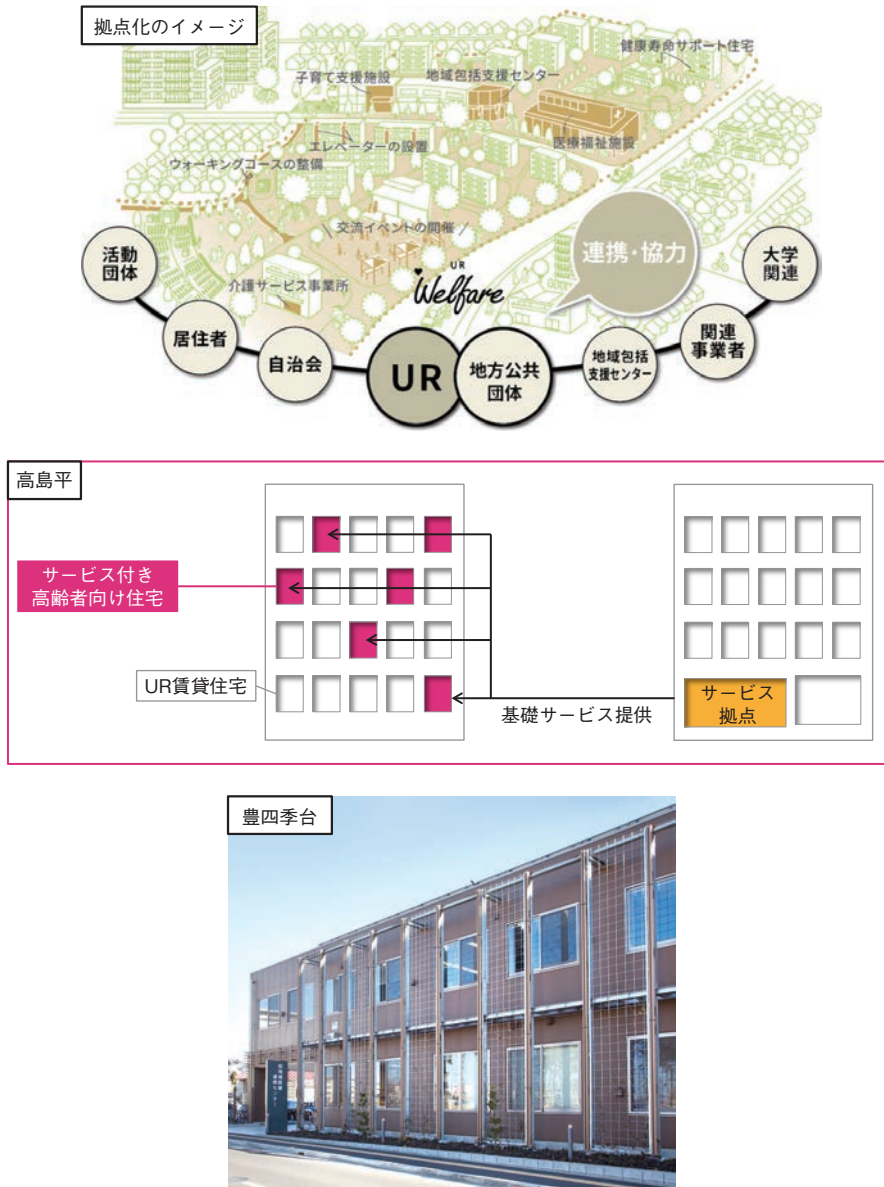 拠点化のイメージ
健康寿命サポート住宅
子育て支援施設
地域包括支援センター
エレベーターの設置
医療福祉施設
ウォーキングコースの整備
交流イベントの開催
介護サービス事業所
UR
Welfare
連携・協力
活動
団体
居住者
自治会
UR
地方公共
団体
地域包括
支援センター
関連
事業者
大学
関連
高島平
サービス付き
高齢者向け住宅
UR賃貸住宅
基礎サービス提供
サービス
拠点
豊四季台